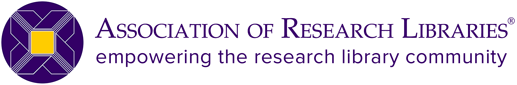 Association of Research Libraries®
empowering the research library community